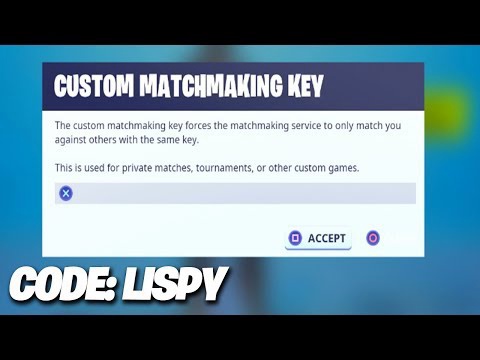 CUSTOM MATCHMAKING KEY
The custom matchmaking key forces the matchmaking service to only match you
against others with the same key.
This is used for private matches, tournaments, or other custom games.
ACCEPT
CODE: LISPY